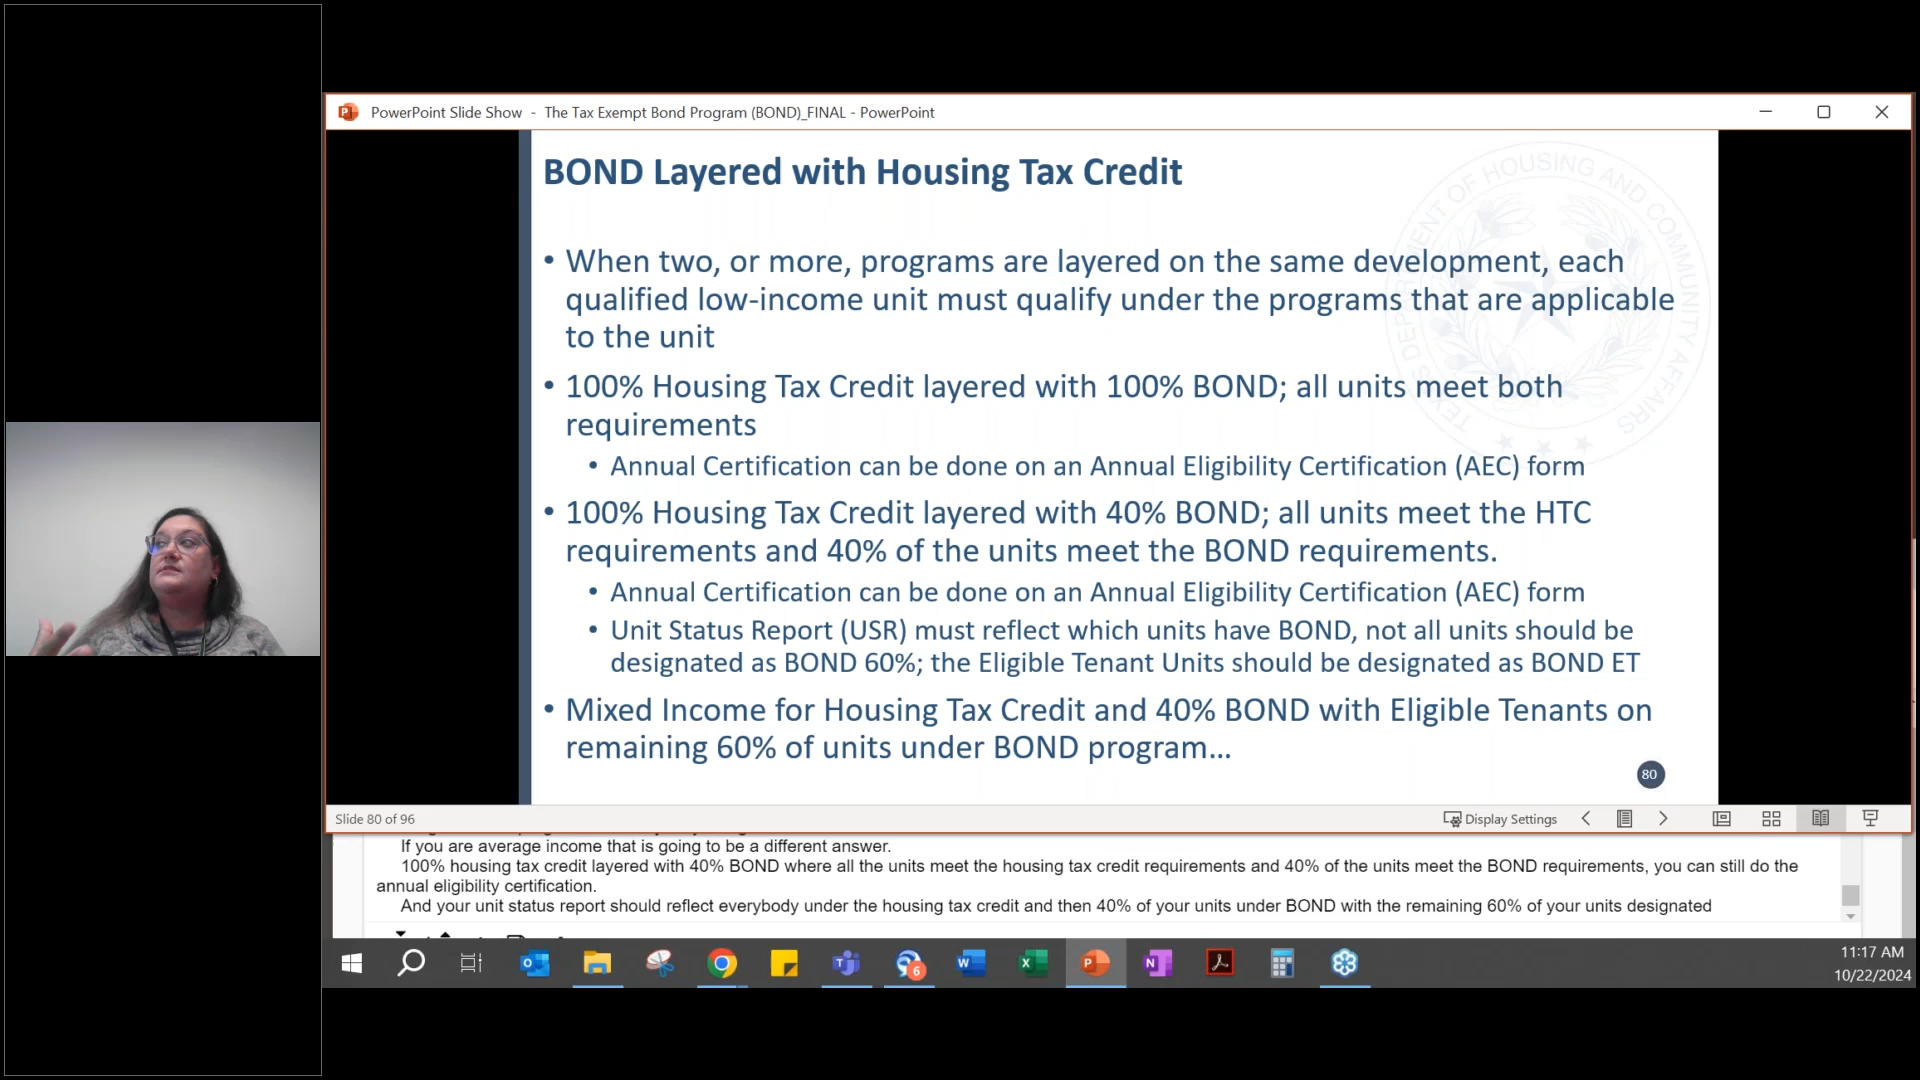 PowerPoint Slide Show - The Tax Exempt Bond Program (BOND)_FINAL - PowerPoint
BOND Layered with Housing Tax Credit
• When two, or more, programs are layered on the same development, each
qualified low-income unit must qualify under the programs that are applicable
to the unit
• 100% Housing Tax Credit layered with 100% BOND; all units meet both
requirements
• Annual Certification can be done on an Annual Eligibility Certification (AEC) form
• 100% Housing Tax Credit layered with 40% BOND; all units meet the HTC
requirements and 40% of the units meet the BOND requirements.
• Annual Certification can be done on an Annual Eligibility Certification (AEC) form
• Unit Status Report (USR) must reflect which units have BOND, not all units should be
designated as BOND 60%; the Eligible Tenant Units should be designated as BOND ET
• Mixed Income for Housing Tax Credit and 40% BOND with Eligible Tenants on
remaining 60% of units under BOND program...
80
TEXAS DEPARTMENT OF HOUSING AND COMMUNITY AFFAIRS
Slide 80 of 96
Display Settings
If you are average income that is going to be a different answer.
100% housing tax credit layered with 40% BOND where all the units meet the housing tax credit requirements and 40% of the units meet the BOND requirements, you can still do the
annual eligibility certification.
And your unit status report should reflect everybody under the housing tax credit and then 40% of your units under BOND with the remaining 60% of your units designated
6
11:17 AM
10/22/2024